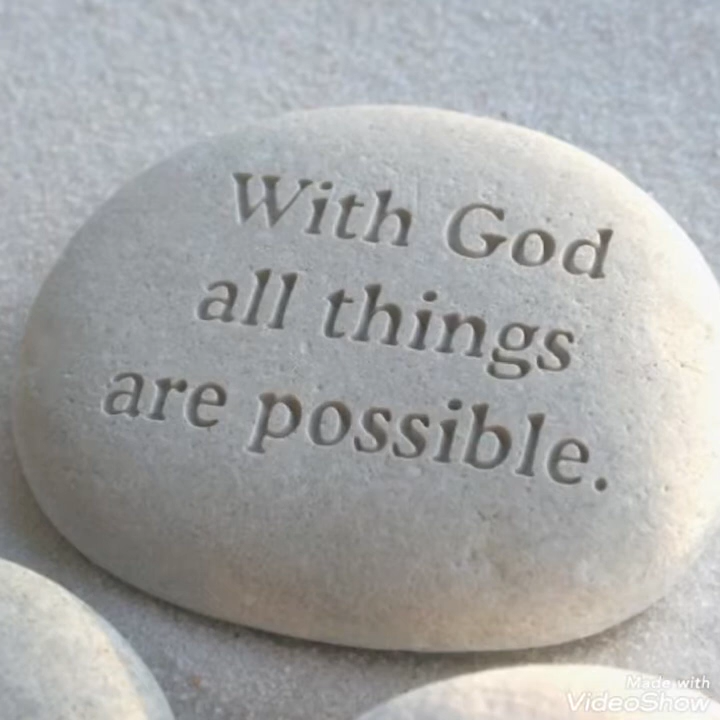 With God
all things
are possible.
Made with
VideoShow